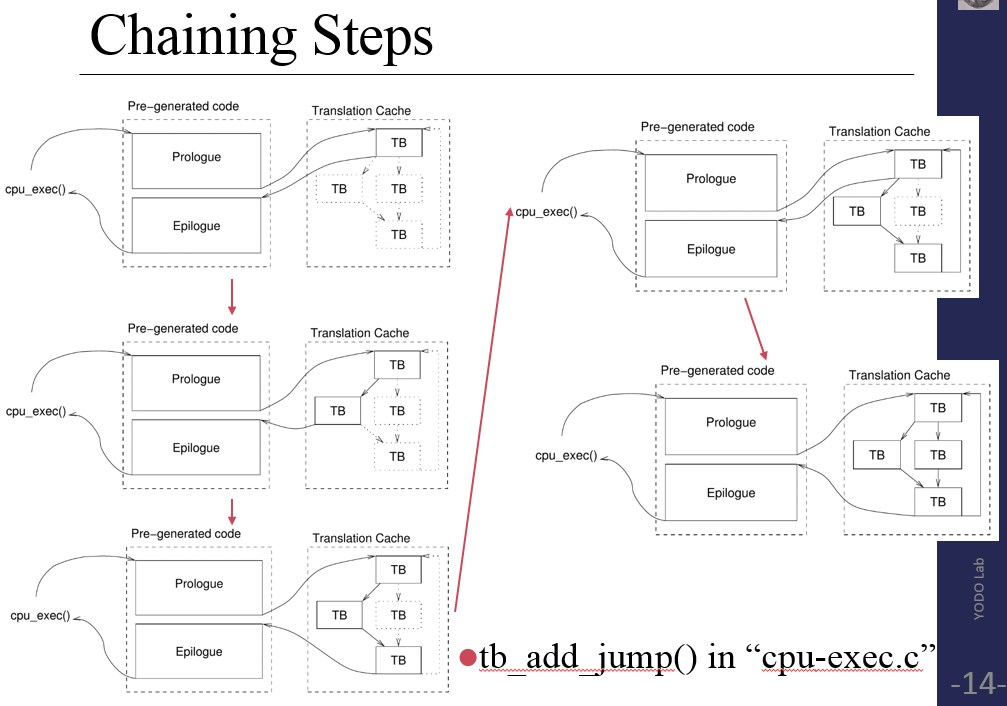 Chaining Steps
Pre-generated code
Translation Cache
cpu_exec()
Prologue
Epilogue
TB
TB
TB
TB
Pre-generated code
Translation Cache
cpu_exec()
Prologue
Epilogue
TB
TB
TB
TB
Pre-generated code
Translation Cache
cpu_exec()
Prologue
Epilogue
TB
TB
TB
TB
Pre-generated code
Translation Cache
cpu_exec()
Prologue
Epilogue
TB
TB
TB
TB
Pre-generated code
Translation Cache
cpu_exec()
Prologue
Epilogue
TB
TB
TB
TB
tb_add_jump() in “cpu-exec.c”
YODO Lab
-14-